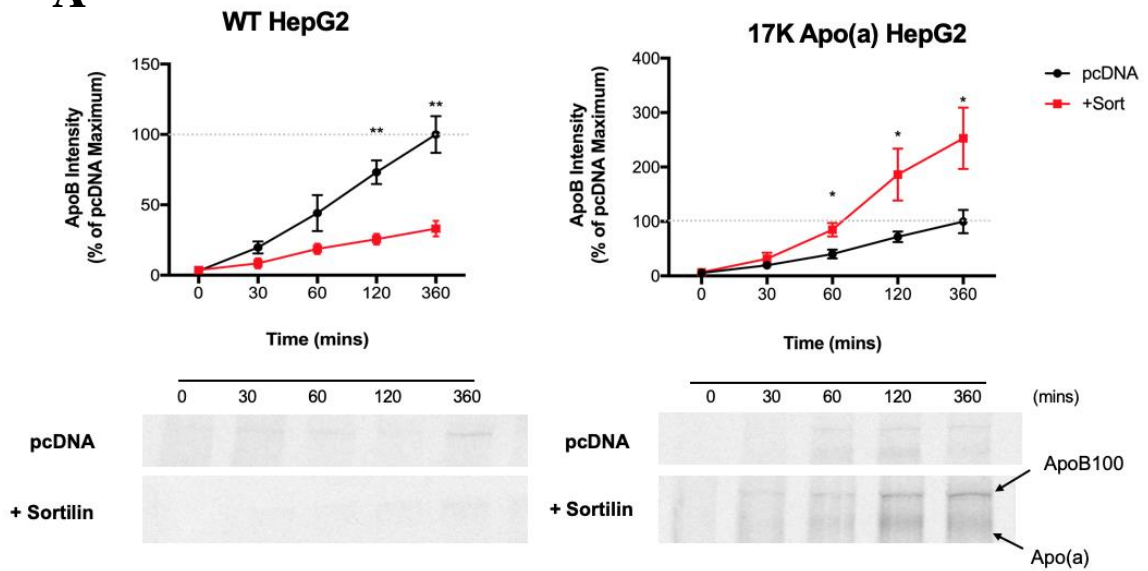 A
WT HepG2
ApoB Intensity
(% of pcDNA Maximum)
150
100
50
0
**
**
0 30 60 120 360
Time (mins)
17K Apo(a) HepG2
ApoB Intensity
(% of pcDNA Maximum)
400
300
200
100
0
*
*
*
0 30 60 120 360
Time (mins)
pcDNA
+Sort
0 30 60 120 360
pcDNA
+ Sortilin
0 30 60 120 360 (mins)
pcDNA
+ Sortilin
ApoB100
Apo(a)